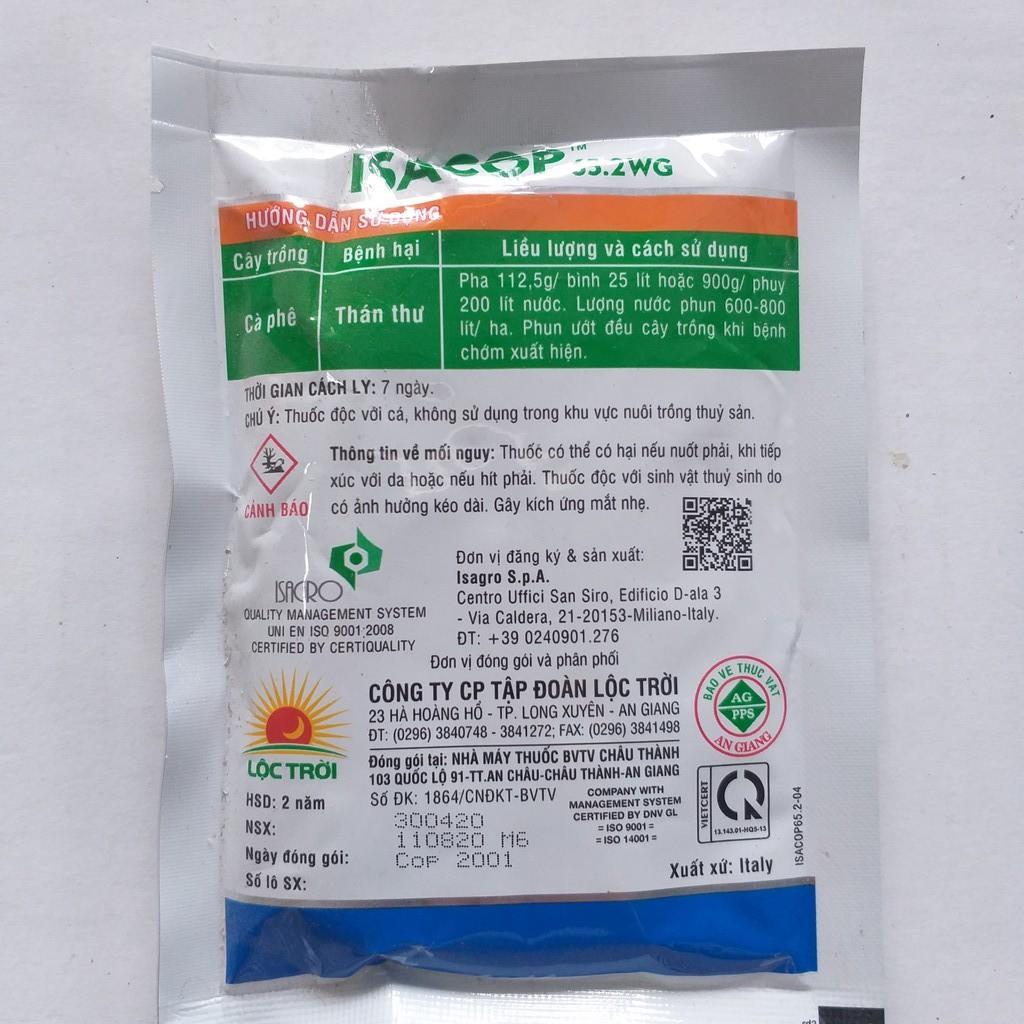 ISACOP™ 65.2WG
HƯỚNG DẪN SỬ DỤNG
Cây trồng
Bệnh hại
Liều lượng và cách sử dụng
Cà phê
Thán thư
Pha 112,5g/ bình 25 lít hoặc 900g/ phuy
200 lít nước. Lượng nước phun 600-800
lít/ ha. Phun ướt đều cây trồng khi bệnh
chớm xuất hiện.
THỜI GIAN CÁCH LY: 7 ngày.
CHÚ Ý: Thuốc độc với cá, không sử dụng trong khu vực nuôi trồng thuỷ sản.
CẢNH BÁO
Thông tin về mối nguy: Thuốc có thể có hại nếu nuốt phải, khi tiếp
xúc với da hoặc nếu hít phải. Thuốc độc với sinh vật thuỷ sinh do
có ảnh hưởng kéo dài. Gây kích ứng mắt nhẹ.
ISAGRO
QUALITY MANAGEMENT SYSTEM
UNI EN ISO 9001:2008
CERTIFIED BY CERTIQUALITY
Đơn vị đăng ký & sản xuất:
Isagro S.p.A.
Centro Uffici San Siro, Edificio D-ala 3
- Via Caldera, 21-20153-Miliano-Italy.
ĐT: +39 0240901.276
Đơn vị đóng gói và phân phối
CÔNG TY CP TẬP ĐOÀN LỘC TRỜI
23 HÀ HOÀNG HỔ - TP. LONG XUYÊN - AN GIANG
ĐT: (0296) 3840748 - 3841272; FAX: (0296) 3841498
Đóng gói tại: NHÀ MÁY THUỐC BVTV CHÂU THÀNH
103 QUỐC LỘ 91-TT.AN CHÂU-CHÂU THÀNH-AN GIANG
Số ĐK: 1864/CNĐKT-BVTV
LỘC TRỜI
BẢO VỆ THỰC VẬT
AG
PPS
AN GIANG
COMPANY WITH
MANAGEMENT SYSTEM
CERTIFIED BY DNV GL
= ISO 9001 =
= ISO 14001 =
VIETCERT
13.143.01-HQS-13
ISACOP65.2-04
HSD: 2 năm
NSX:
300420
Ngày đóng gói:
110820 M6
Số lô SX:
Cop 2001
Xuất xứ: Italy